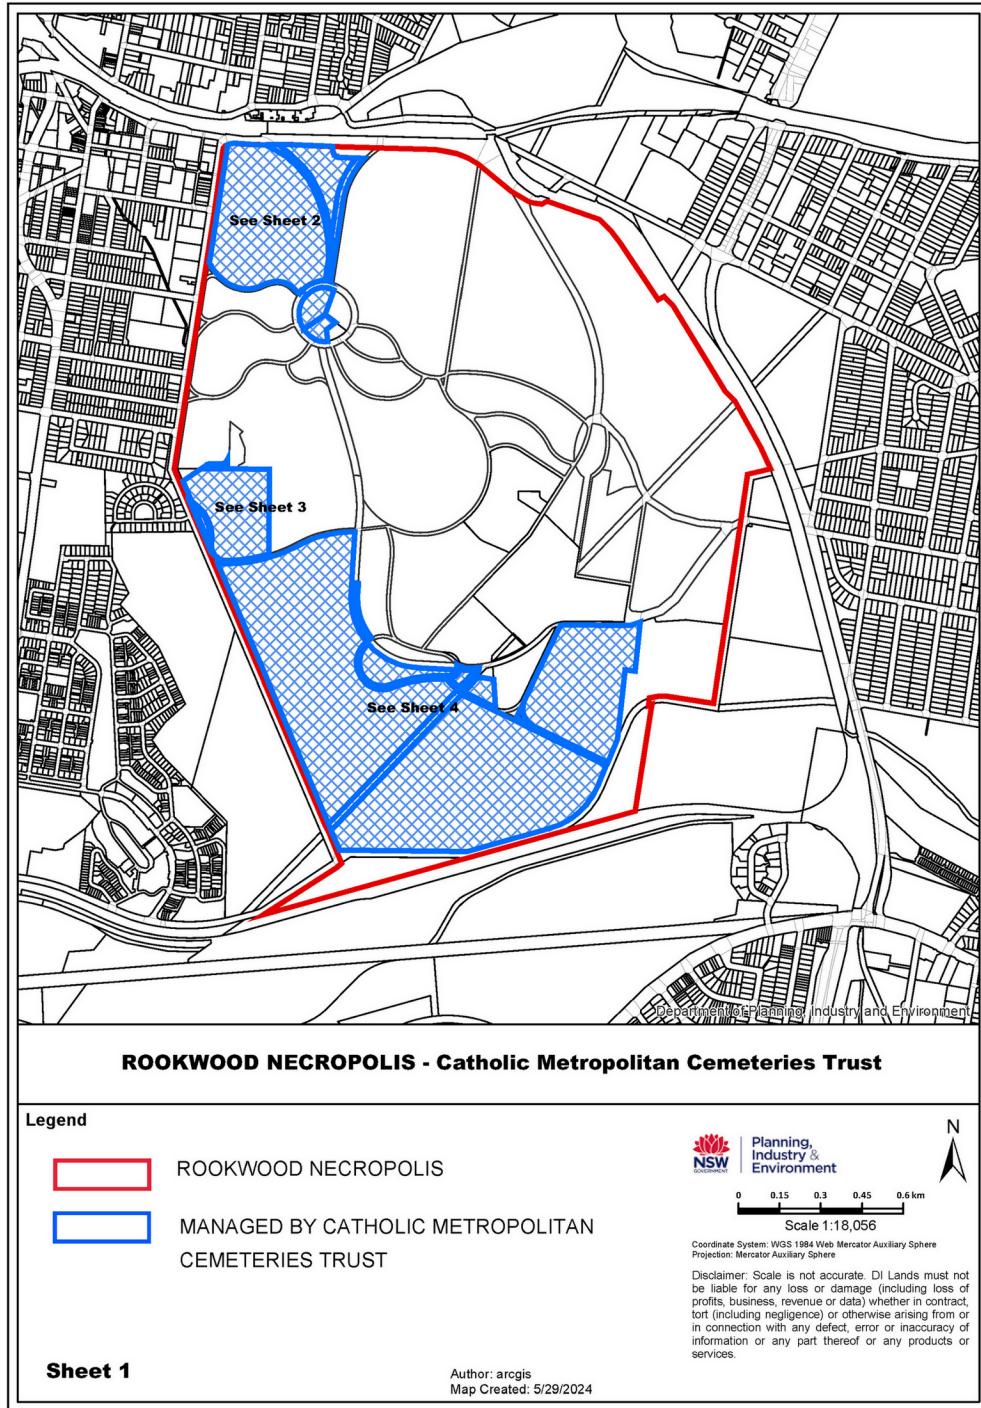 See Sheet 2
See Sheet 3
See Sheet 4
Department of Planning, Industry and Environment
ROOKWOOD NECROPOLIS - Catholic Metropolitan Cemeteries Trust
Legend
ROOKWOOD NECROPOLIS
MANAGED BY CATHOLIC METROPOLITAN
CEMETERIES TRUST
NSW
GOVERNMENT
Planning,
Industry &
Environment
N
0 0.15 0.3 0.45 0.6 km
Scale 1:18,056
Coordinate System: WGS 1984 Web Mercator Auxiliary Sphere
Projection: Mercator Auxiliary Sphere
Disclaimer: Scale is not accurate. DI Lands must not
be liable for any loss or damage (including loss of
profits, business, revenue or data) whether in contract,
tort (including negligence) or otherwise arising from or
in connection with any defect, error or inaccuracy of
information or any part thereof or any products or
services.
Sheet 1
Author: arcgis
Map Created: 5/29/2024